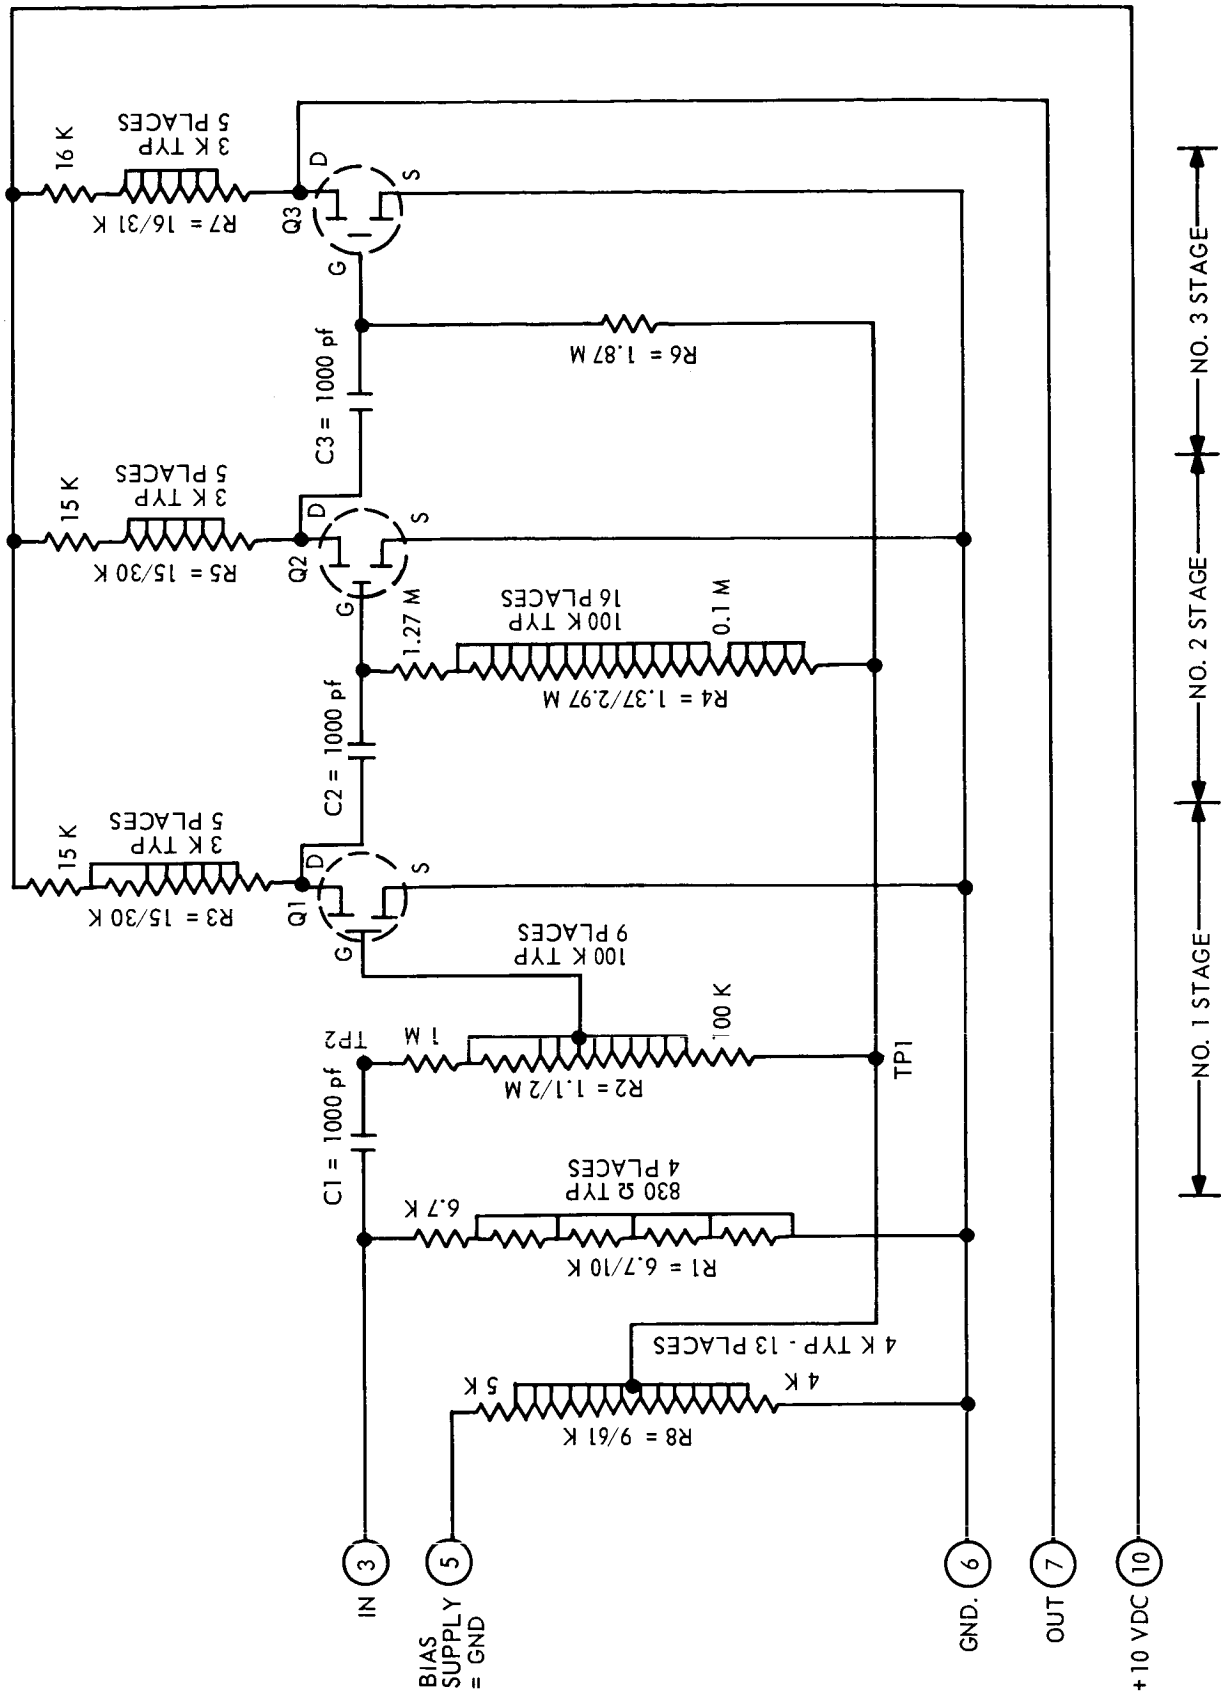 16 K
3 K TYP
5 PLACES
R7 = 16/31 K
Q3
D
G
S
R6 = 1.87 M
C3 = 1000 pf
15 K
3 K TYP
5 PLACES
R5 = 15/30 K
Q2
D
G
S
1.27 M
100 K TYP
16 PLACES
0.1 M
R4 = 1.37/2.97 M
C2 = 1000 pf
15 K
3 K TYP
5 PLACES
R3 = 15/30 K
Q1
D
G
S
100 K TYP
9 PLACES
TP2
1 M
R2 = 1.1/2 M
00 K
TP1
C1 = 1000 pf
6.7 K
830 Ω TYP
4 PLACES
R1 = 6.7/10 K
5 K
4 K TYP - 13 PLACES
4 K
R8 = 9/61 K
IN 3
BIAS
SUPPLY 5
= GND
GND. 6
OUT 7
+10 VDC 10
NO. 1 STAGE
NO. 2 STAGE
NO. 3 STAGE